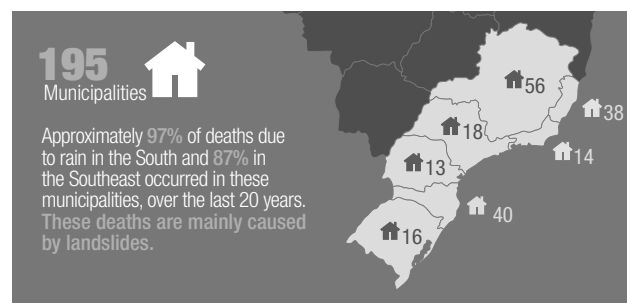 195
Municipalities
Approximately 97% of deaths due
to rain in the South and 87% in
the Southeast occurred in these
municipalities, over the last 20 years.
These deaths are mainly caused
by landslides.
56
38
18
14
13
40
16